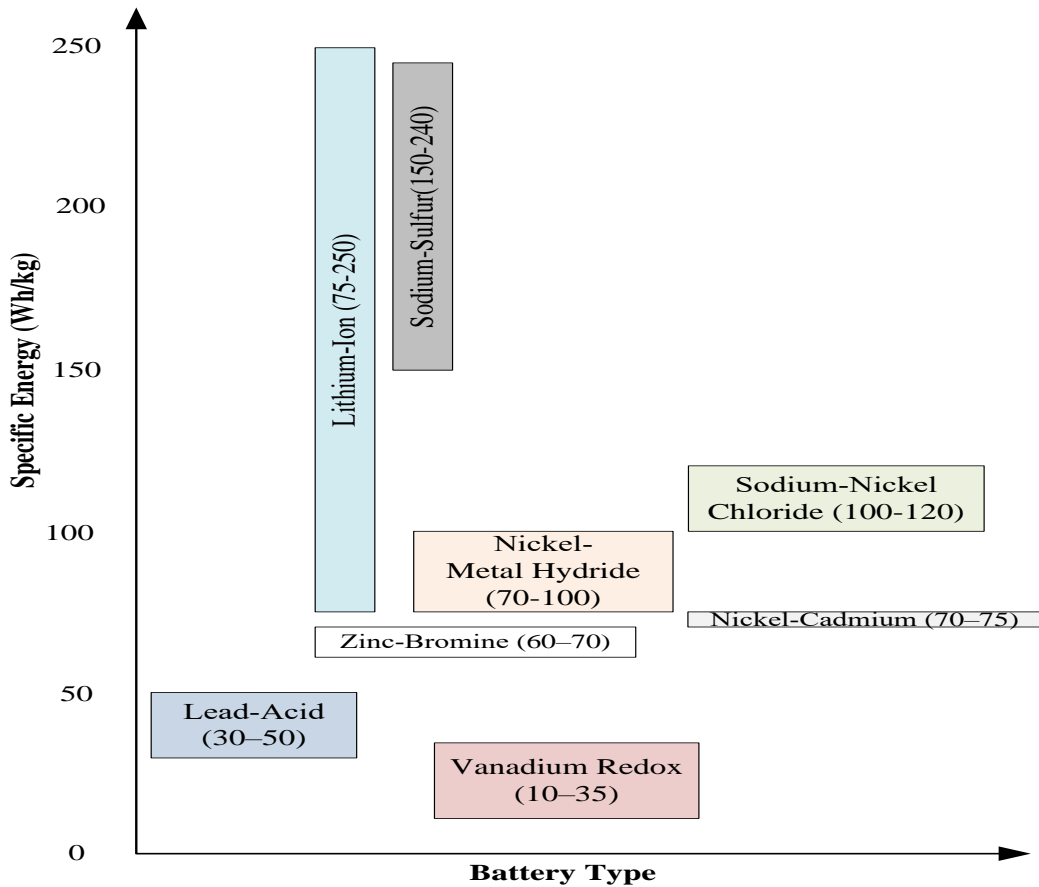 Specific Energy (Wh/kg)
250
200
150
100
50
0
Lithium-Ion (75-250)
Sodium-Sulfur(150-240)
Sodium-Nickel
Chloride (100-120)
Nickel-
Metal Hydride
(70-100)
Nickel-Cadmium (70–75)
Zinc-Bromine (60–70)
Lead-Acid
(30–50)
Vanadium Redox
(10–35)
Battery Type